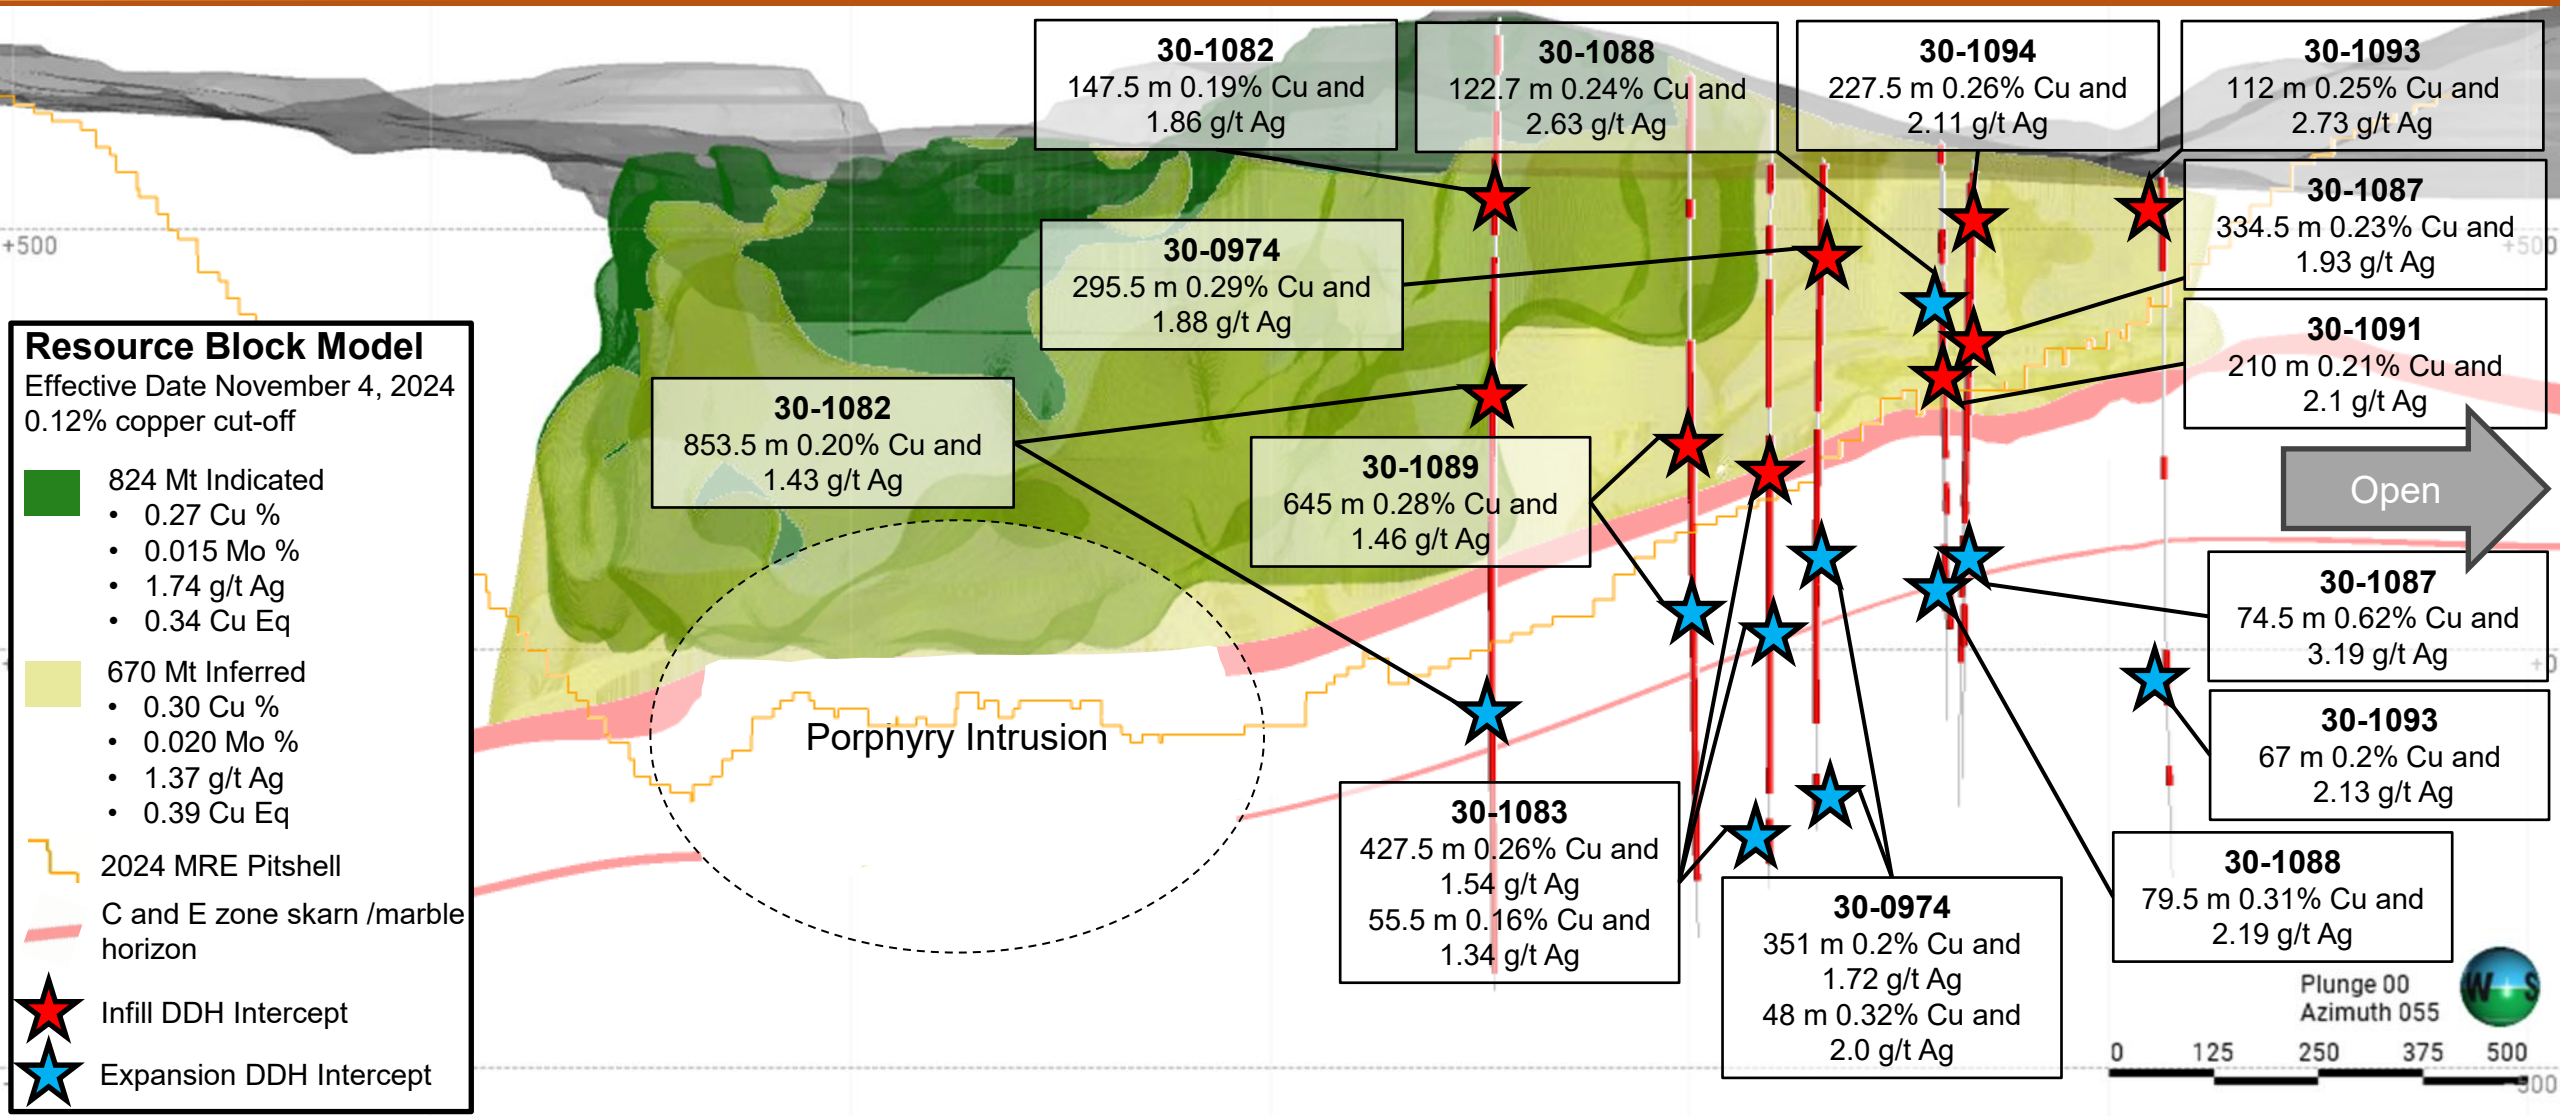 30-1082
147.5 m 0.19% Cu and
1.86 g/t Ag
30-1088
122.7 m 0.24% Cu and
2.63 g/t Ag
30-1094
227.5 m 0.26% Cu and
2.11 g/t Ag
30-1093
112 m 0.25% Cu and
2.73 g/t Ag
30-1087
334.5 m 0.23% Cu and
1.93 g/t Ag
+500
+500
30-0974
295.5 m 0.29% Cu and
1.88 g/t Ag
30-1091
210 m 0.21% Cu and
2.1 g/t Ag
30-1082
853.5 m 0.20% Cu and
1.43 g/t Ag
30-1089
645 m 0.28% Cu and
1.46 g/t Ag
Open
Resource Block Model
Effective Date November 4, 2024
0.12% copper cut-off
824 Mt Indicated
• 0.27 Cu %
• 0.015 Mo %
• 1.74 g/t Ag
• 0.34 Cu Eq
670 Mt Inferred
• 0.30 Cu %
• 0.020 Mo %
• 1.37 g/t Ag
• 0.39 Cu Eq
2024 MRE Pitshell
C and E zone skarn /marble
horizon
Infill DDH Intercept
Expansion DDH Intercept
Porphyry Intrusion
30-1087
74.5 m 0.62% Cu and
3.19 g/t Ag
+0
30-1093
67 m 0.2% Cu and
2.13 g/t Ag
30-1083
427.5 m 0.26% Cu and
1.54 g/t Ag
55.5 m 0.16% Cu and
1.34 g/t Ag
30-0974
351 m 0.2% Cu and
1.72 g/t Ag
48 m 0.32% Cu and
2.0 g/t Ag
30-1088
79.5 m 0.31% Cu and
2.19 g/t Ag
Plunge 00
Azimuth 055
W S
0 125 250 375 500